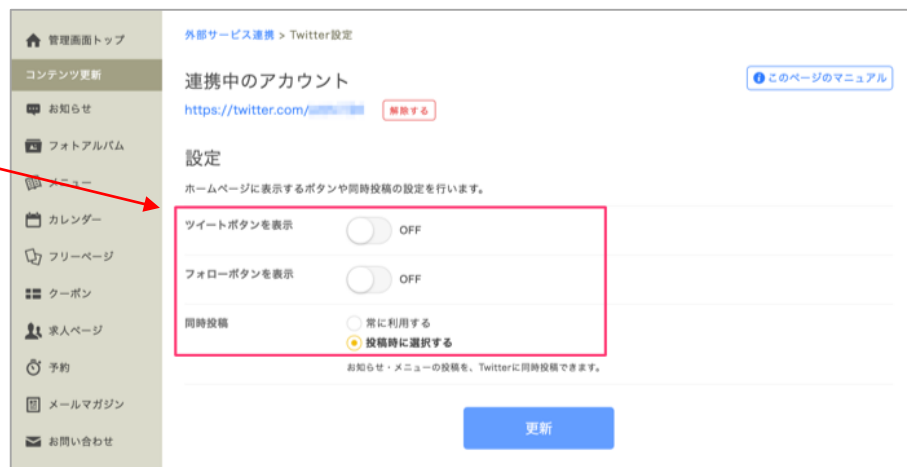 管理画面トップ
コンテンツ更新
お知らせ
フォトアルバム
メニュー
カレンダー
フリーページ
クーポン
求人ページ
予約
メールマガジン
お問い合わせ
外部サービス連携 > Twitter設定
連携中のアカウント
このページのマニュアル
https://twitter.com/
解除する
設定
ホームページに表示するボタンや同時投稿の設定を行います。
ツイートボタンを表示 OFF
フォローボタンを表示 OFF
同時投稿 常に利用する
投稿時に選択する
お知らせ・メニューの投稿を、Twitterに同時投稿できます。
更新